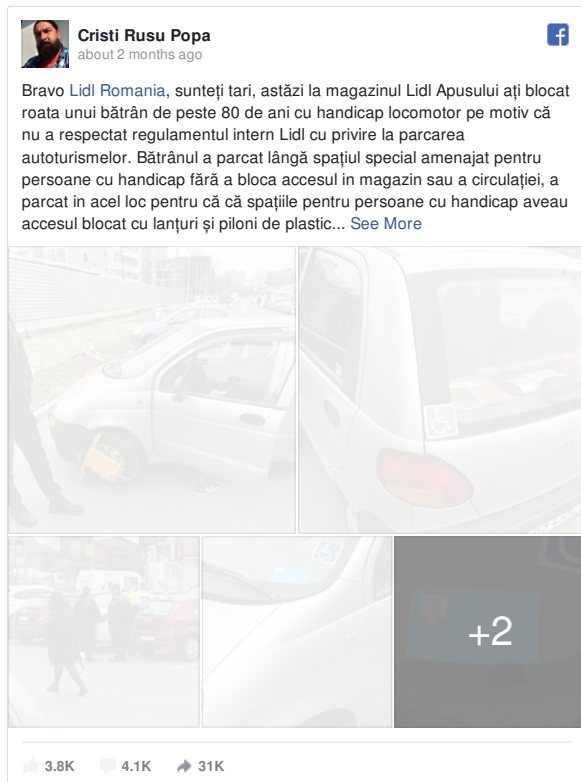 Cristi Rusu Popa
about 2 months ago
Bravo Lidl Romania, sunteți tari, astăzi la magazinul Lidl Apusului ați blocat
roata unui bătrân de peste 80 de ani cu handicap locomotor pe motiv că
nu a respectat regulamentul intern Lidl cu privire la parcarea
autoturismelor. Bătrânul a parcat lângă spațiul special amenajat pentru
persoane cu handicap fără a bloca accesul in magazin sau a circulației, a
parcat in acel loc pentru că că spațiile pentru persoane cu handicap aveau
accesul blocat cu lanțuri și piloni de plastic... See More
+2
3.8K 4.1K 31K